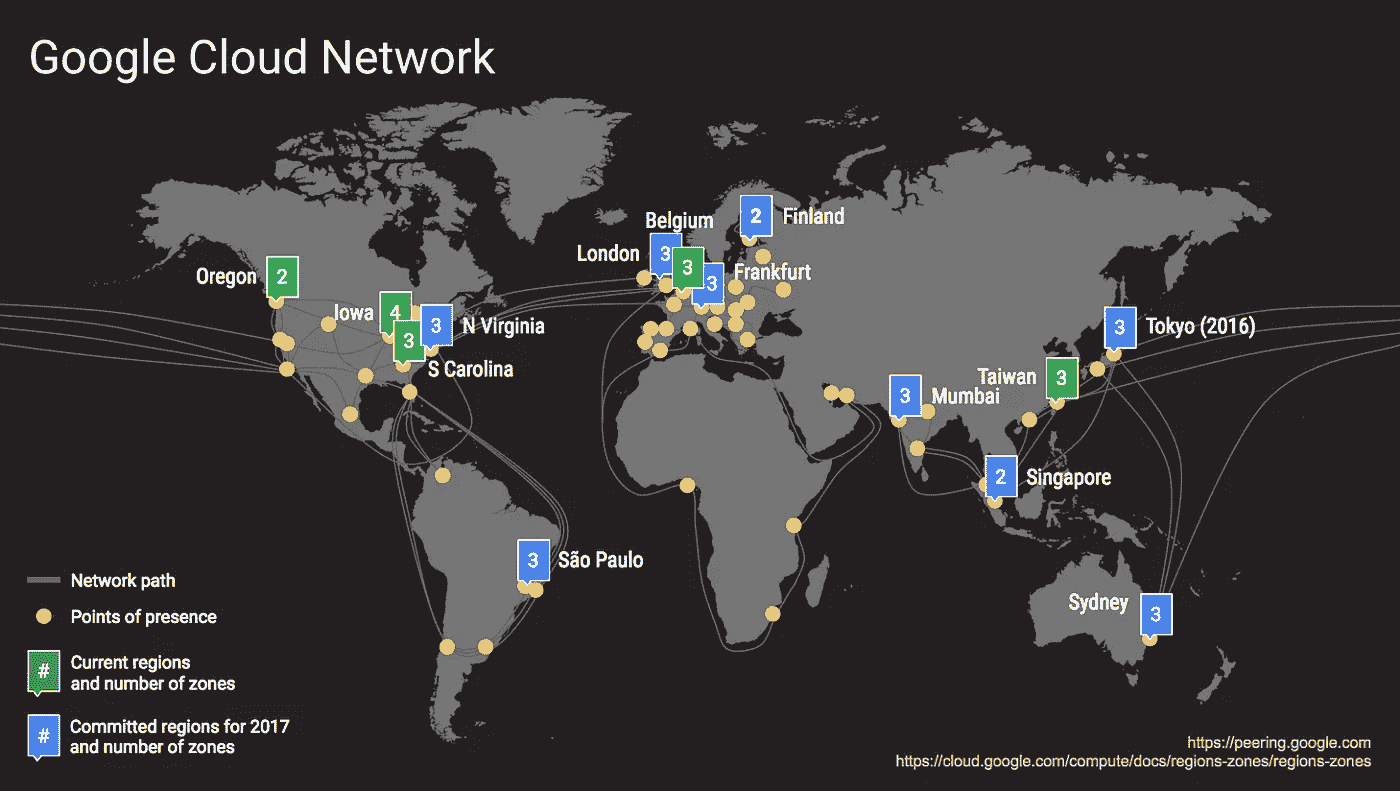 Google Cloud Network
Belgium
2
Finland
London
3
3
3
Frankfurt
Oregon
2
Iowa
4
3
3
N Virginia
S Carolina
3
Tokyo (2016)
Taiwan
3
3
Mumbai
2
Singapore
3
São Paulo
Sydney
3
Network path
Points of presence
#
Current regions
and number of zones
#
Committed regions for 2017
and number of zones
https://peering.google.com
https://cloud.google.com/compute/docs/regions-zones/regions-zones